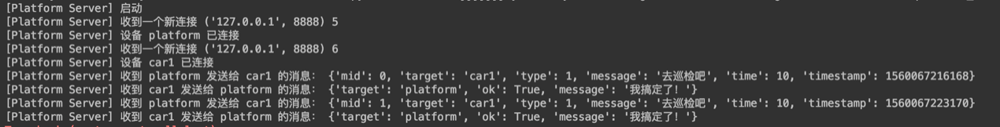 [Platform Server] 启动
[Platform Server] 收到一个新连接 ('127.0.0.1', 8888) 5
[Platform Server] 设备 platform 已连接
[Platform Server] 收到一个新连接 ('127.0.0.1', 8888) 6
[Platform Server] 设备 car1 已连接
[Platform Server] 收到 platform 发送给 car1 的消息： {'mid': 0, 'target': 'car1', 'type': 1, 'message': '去巡检吧', 'time': 10, 'timestamp': 1560067216168}
[Platform Server] 收到 car1 发送给 platform 的消息： {'target': 'platform', 'ok': True, 'message': '我搞定了！'}
[Platform Server] 收到 platform 发送给 car1 的消息： {'mid': 1, 'target': 'car1', 'type': 1, 'message': '去巡检吧', 'time': 10, 'timestamp': 1560067223170}
[Platform Server] 收到 car1 发送给 platform 的消息： {'target': 'platform', 'ok': True, 'message': '我搞定了！'}